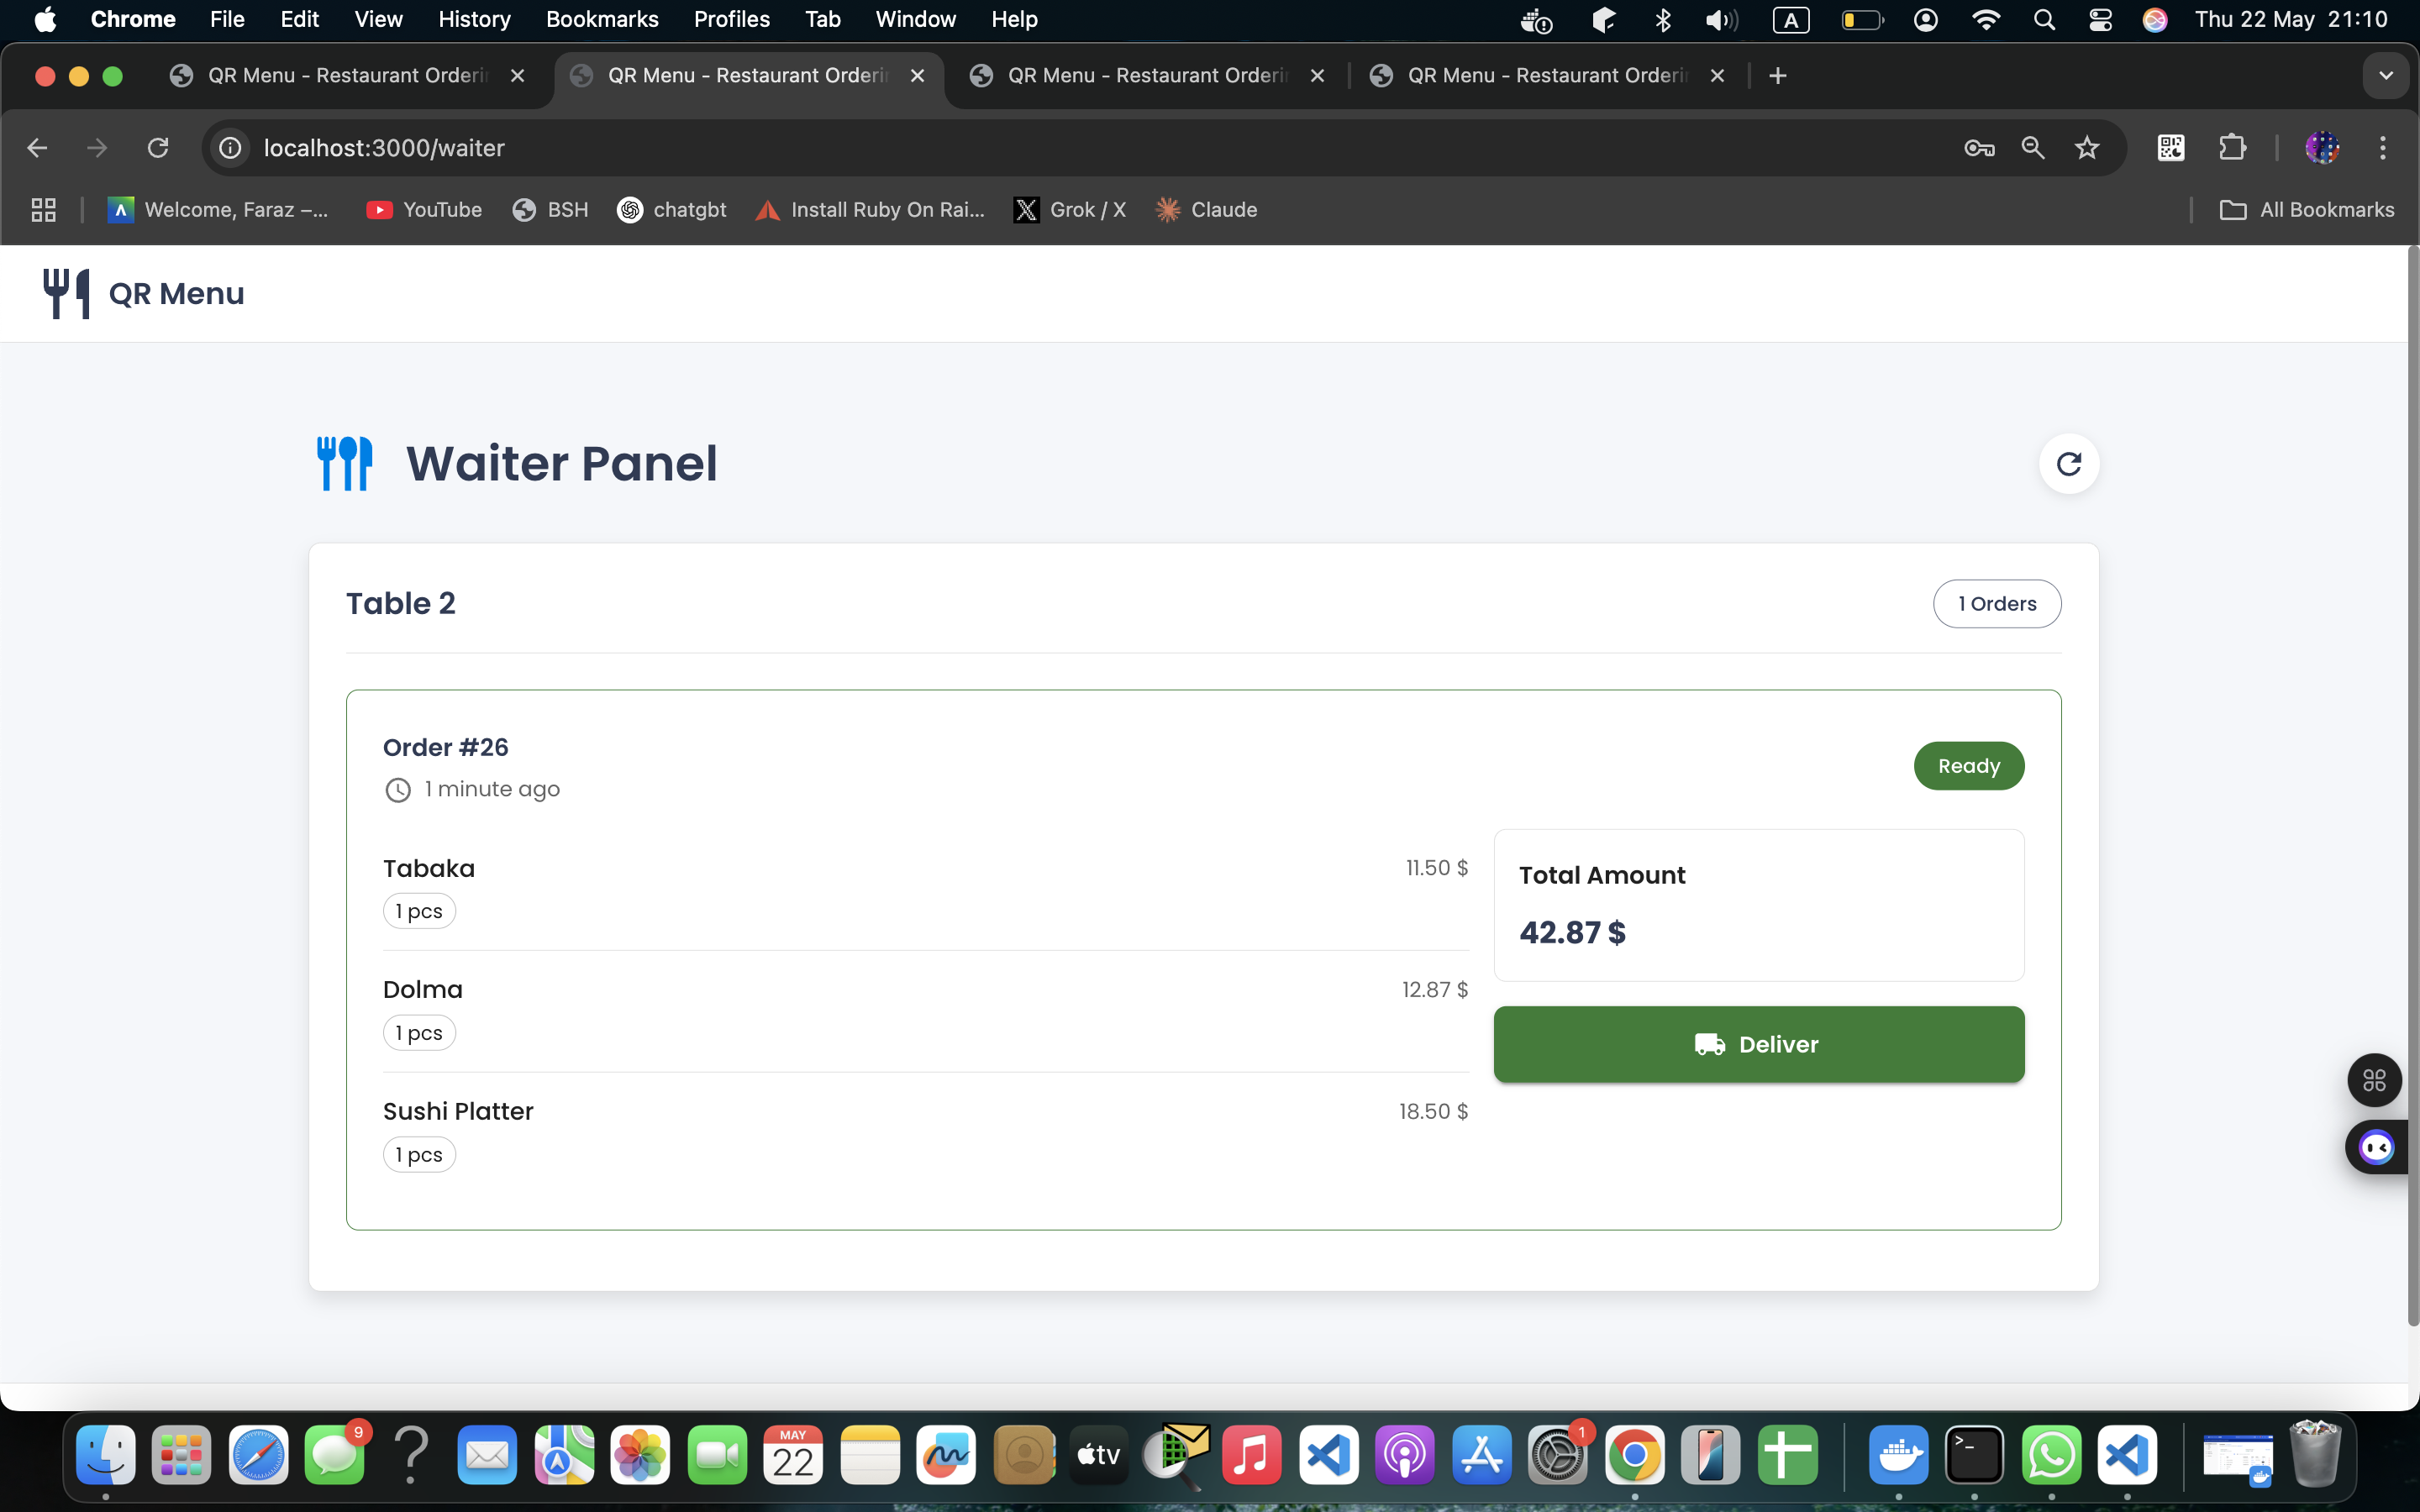 Chrome File Edit View History Bookmarks Profiles Tab Window Help A Thu 22 May 21:10
QR Menu - Restaurant Orderin QR Menu - Restaurant Orderin QR Menu - Restaurant Orderin QR Menu - Restaurant Orderin
localhost:3000/waiter
Welcome, Faraz –... YouTube BSH chatgbt Install Ruby On Rai... Grok / X Claude All Bookmarks
QR Menu
Waiter Panel
Table 2
1 Orders
Order #26
1 minute ago
Ready
Tabaka
11.50 $
1 pcs
Dolma
12.87 $
1 pcs
Sushi Platter
18.50 $
1 pcs
Total Amount
42.87 $
Deliver
9
MAY
22
tv
1